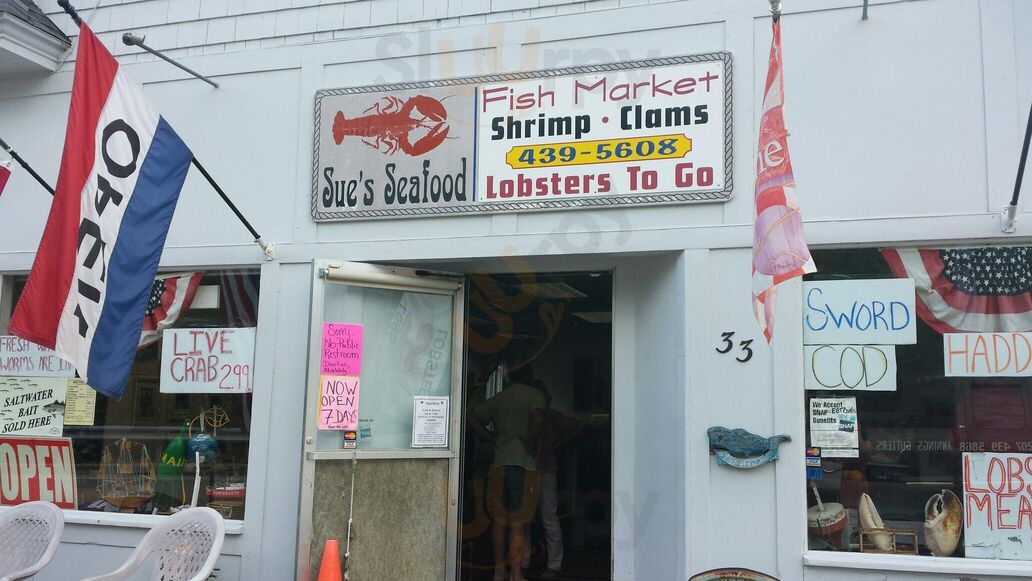 Fish Market
Shrimp • Clams
439-5608
Lobsters To Go
Sue's Seafood
LIVE
CRAB 2.99
SALTWATER
BAIT
SOLD HERE
OPEN
Sorry
No Public
Restroom
NOW
OPEN
7 DAYS
33
SWORD
COD
HADD
We Accept
SNAP
Benefits
LOBS
MEA